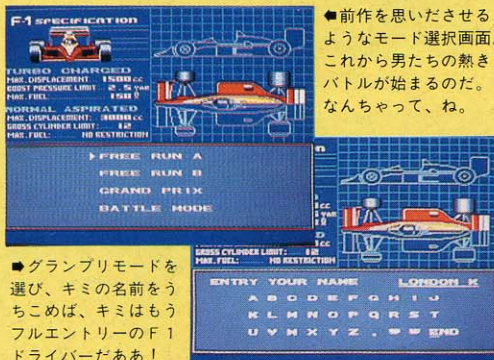 F-1 SPECIFICATION
TURBO CHARGED
MAX. DISPLACEMENT: 1500cc
BOOST PRESSURE LIMIT: 2.5
MAX. FUEL: 150ℓ
NORMAL ASPIRATED
MAX. DISPLACEMENT: 3000cc
GROSS CYLINDER LIMIT: 12
MAX. FUEL: NO RESTRICTION
▶FREE RUN A
FREE RUN B
GRAND PRIX
BATTLE MODE
⬅前作を思いださせる
ようなモード選択画面。
これから男たちの熱き
バトルが始まるのだ。
なんちゃって、ね。
GROSS CYLINDER LIMIT: 12
MAX. FUEL: NO RESTRICTION
ENTRY YOUR NAME LONDON K
A B C D E F G H I J
K L M N O P Q R S T
U V W X Y Z , END
➡グランプリモードを
選び、キミの名前をう
ちこめば、キミはもう
フルエントリーのF1
ドライバーだああ!